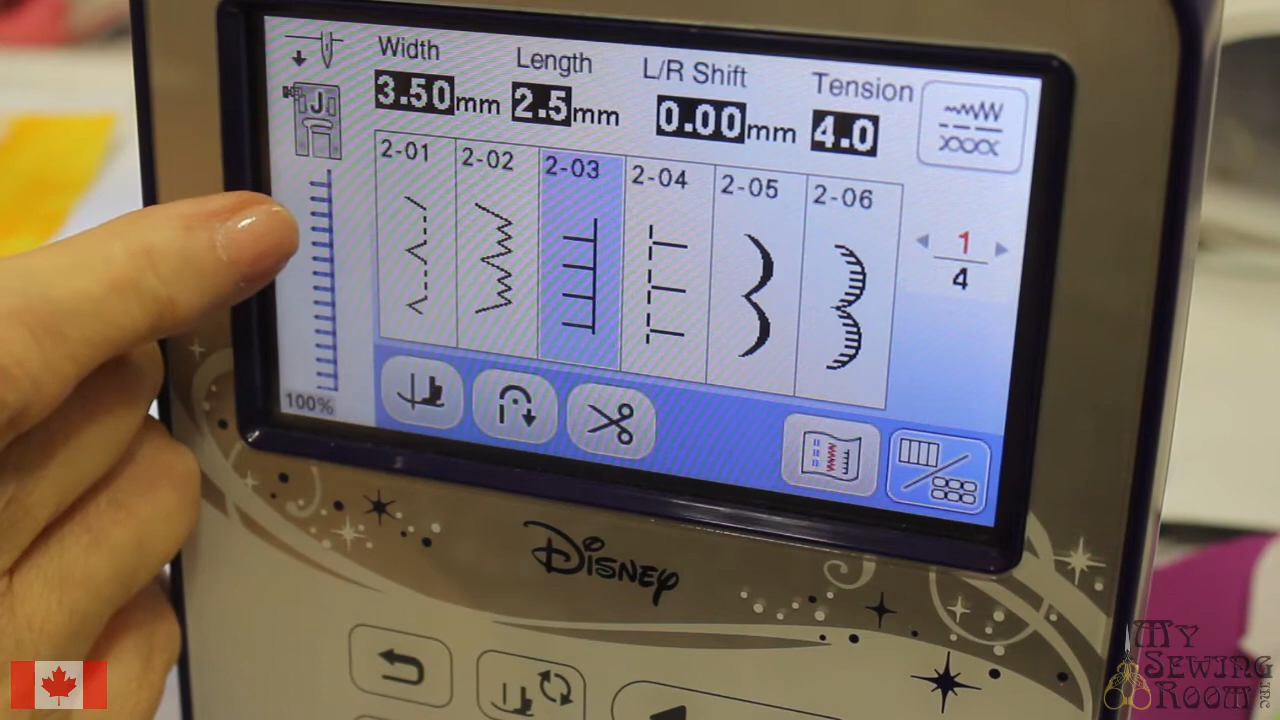 Width Length L/R Shift Tension
3.50mm 2.5mm 0.00mm 4.0
J
2-01 2-02 2-03 2-04 2-05 2-06
1
4
100%
DISNEY
MY
SEWING
ROOM INC.